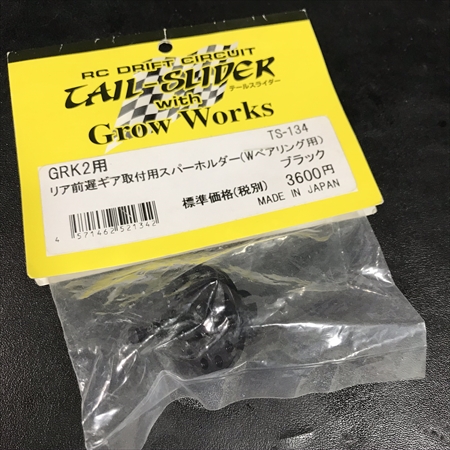 RC DRIFT CIRCUIT
TAIL-SLIDER
テールスライダー
with
Grow Works
TS-134
GRK2用
リア前遅ギア取付用スパーホルダー(Wベアリング用)
ブラック
標準価格(税別) 3600円
MADE IN JAPAN
4 571462 521342